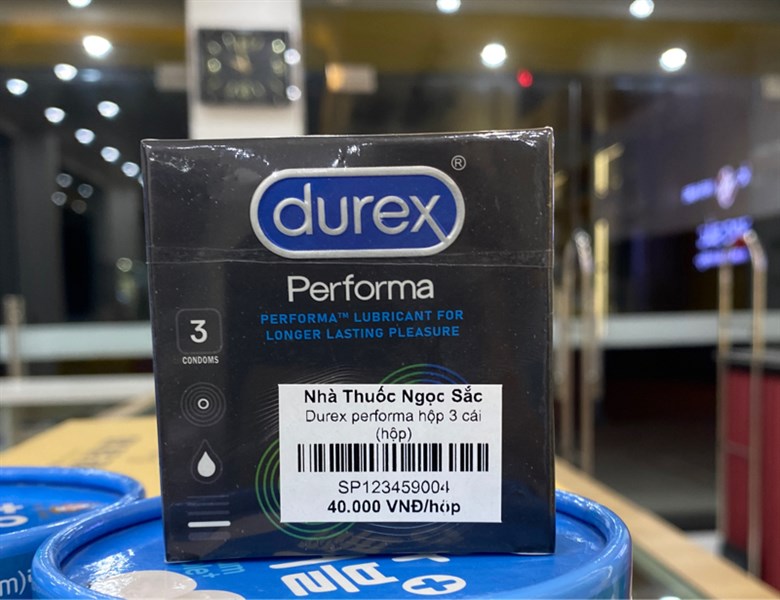 durex®
Performa
PERFORMA™ LUBRICANT FOR
LONGER LASTING PLEASURE
3
CONDOMS
Nhà Thuốc Ngọc Sắc
Durex performa hộp 3 cái
(hộp)
SP123459004
40.000 VNĐ/hộp